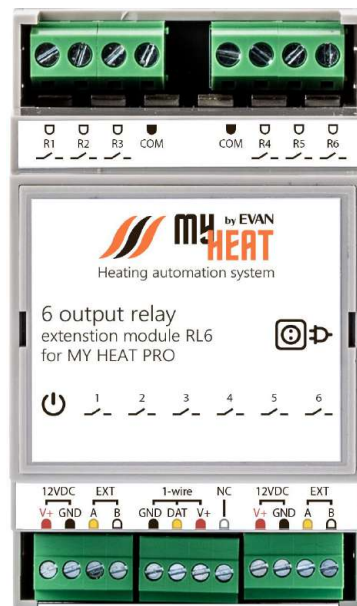 R1 R2 R3 COM COM R4 R5 R6
my by EVAN
HEAT
Heating automation system
6 output relay
extenstion module RL6
for MY HEAT PRO
1 2 3 4 5 6
12VDC EXT 1-wire NC 12VDC EXT
V+ GND A B GND DAT V+ V+ GND A B